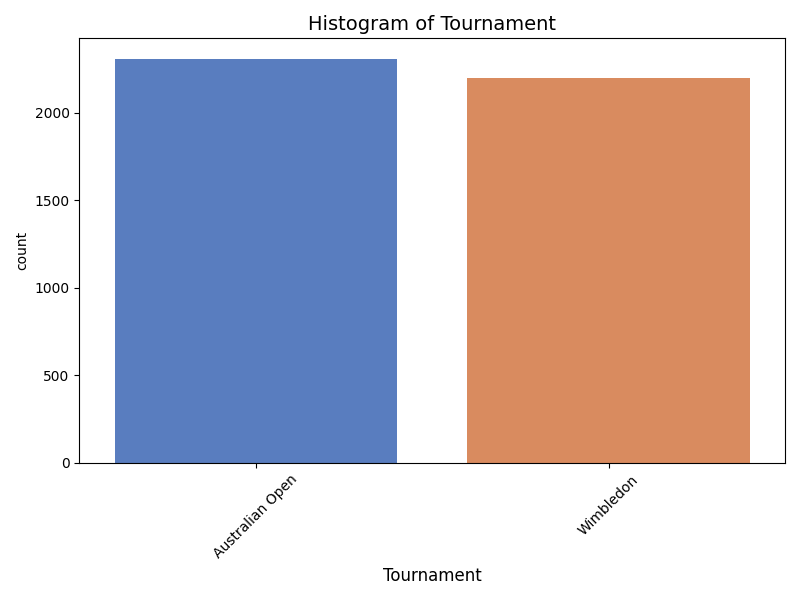 Histogram of Tournament
count
2000
1500
1000
500
0
Australian Open
Wimbledon
Tournament